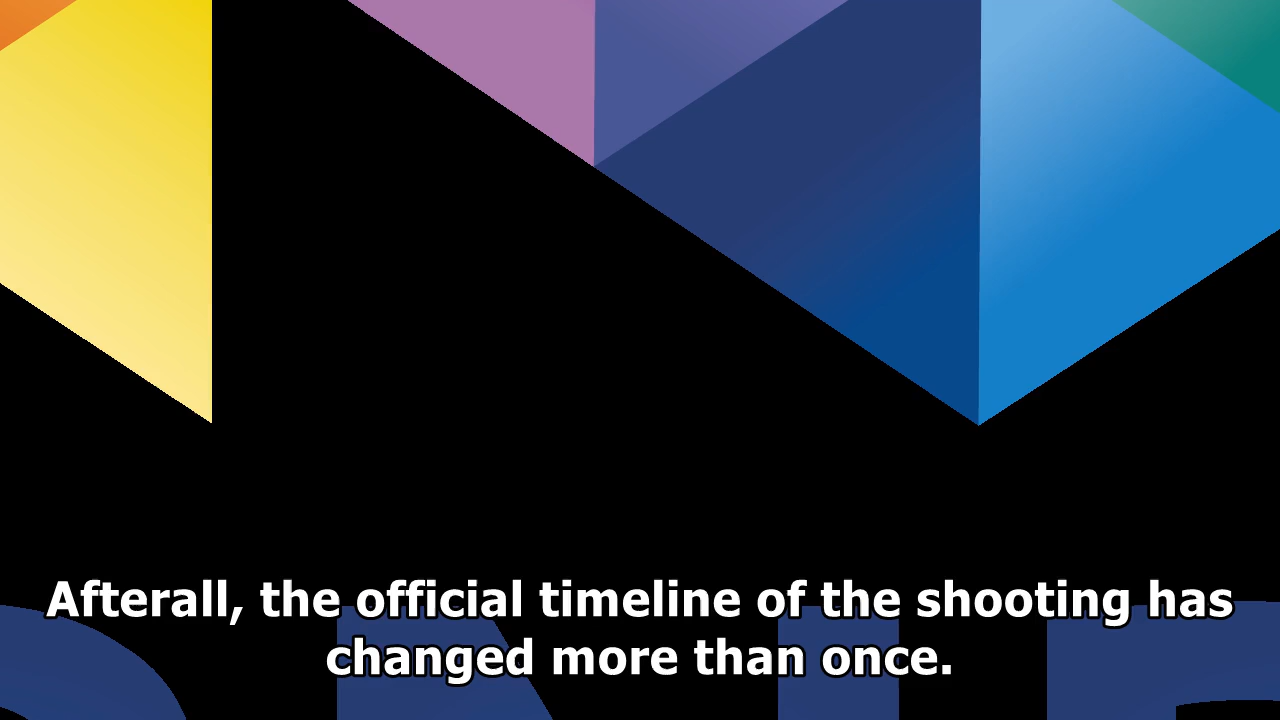 Afterall, the official timeline of the shooting has
changed more than once.